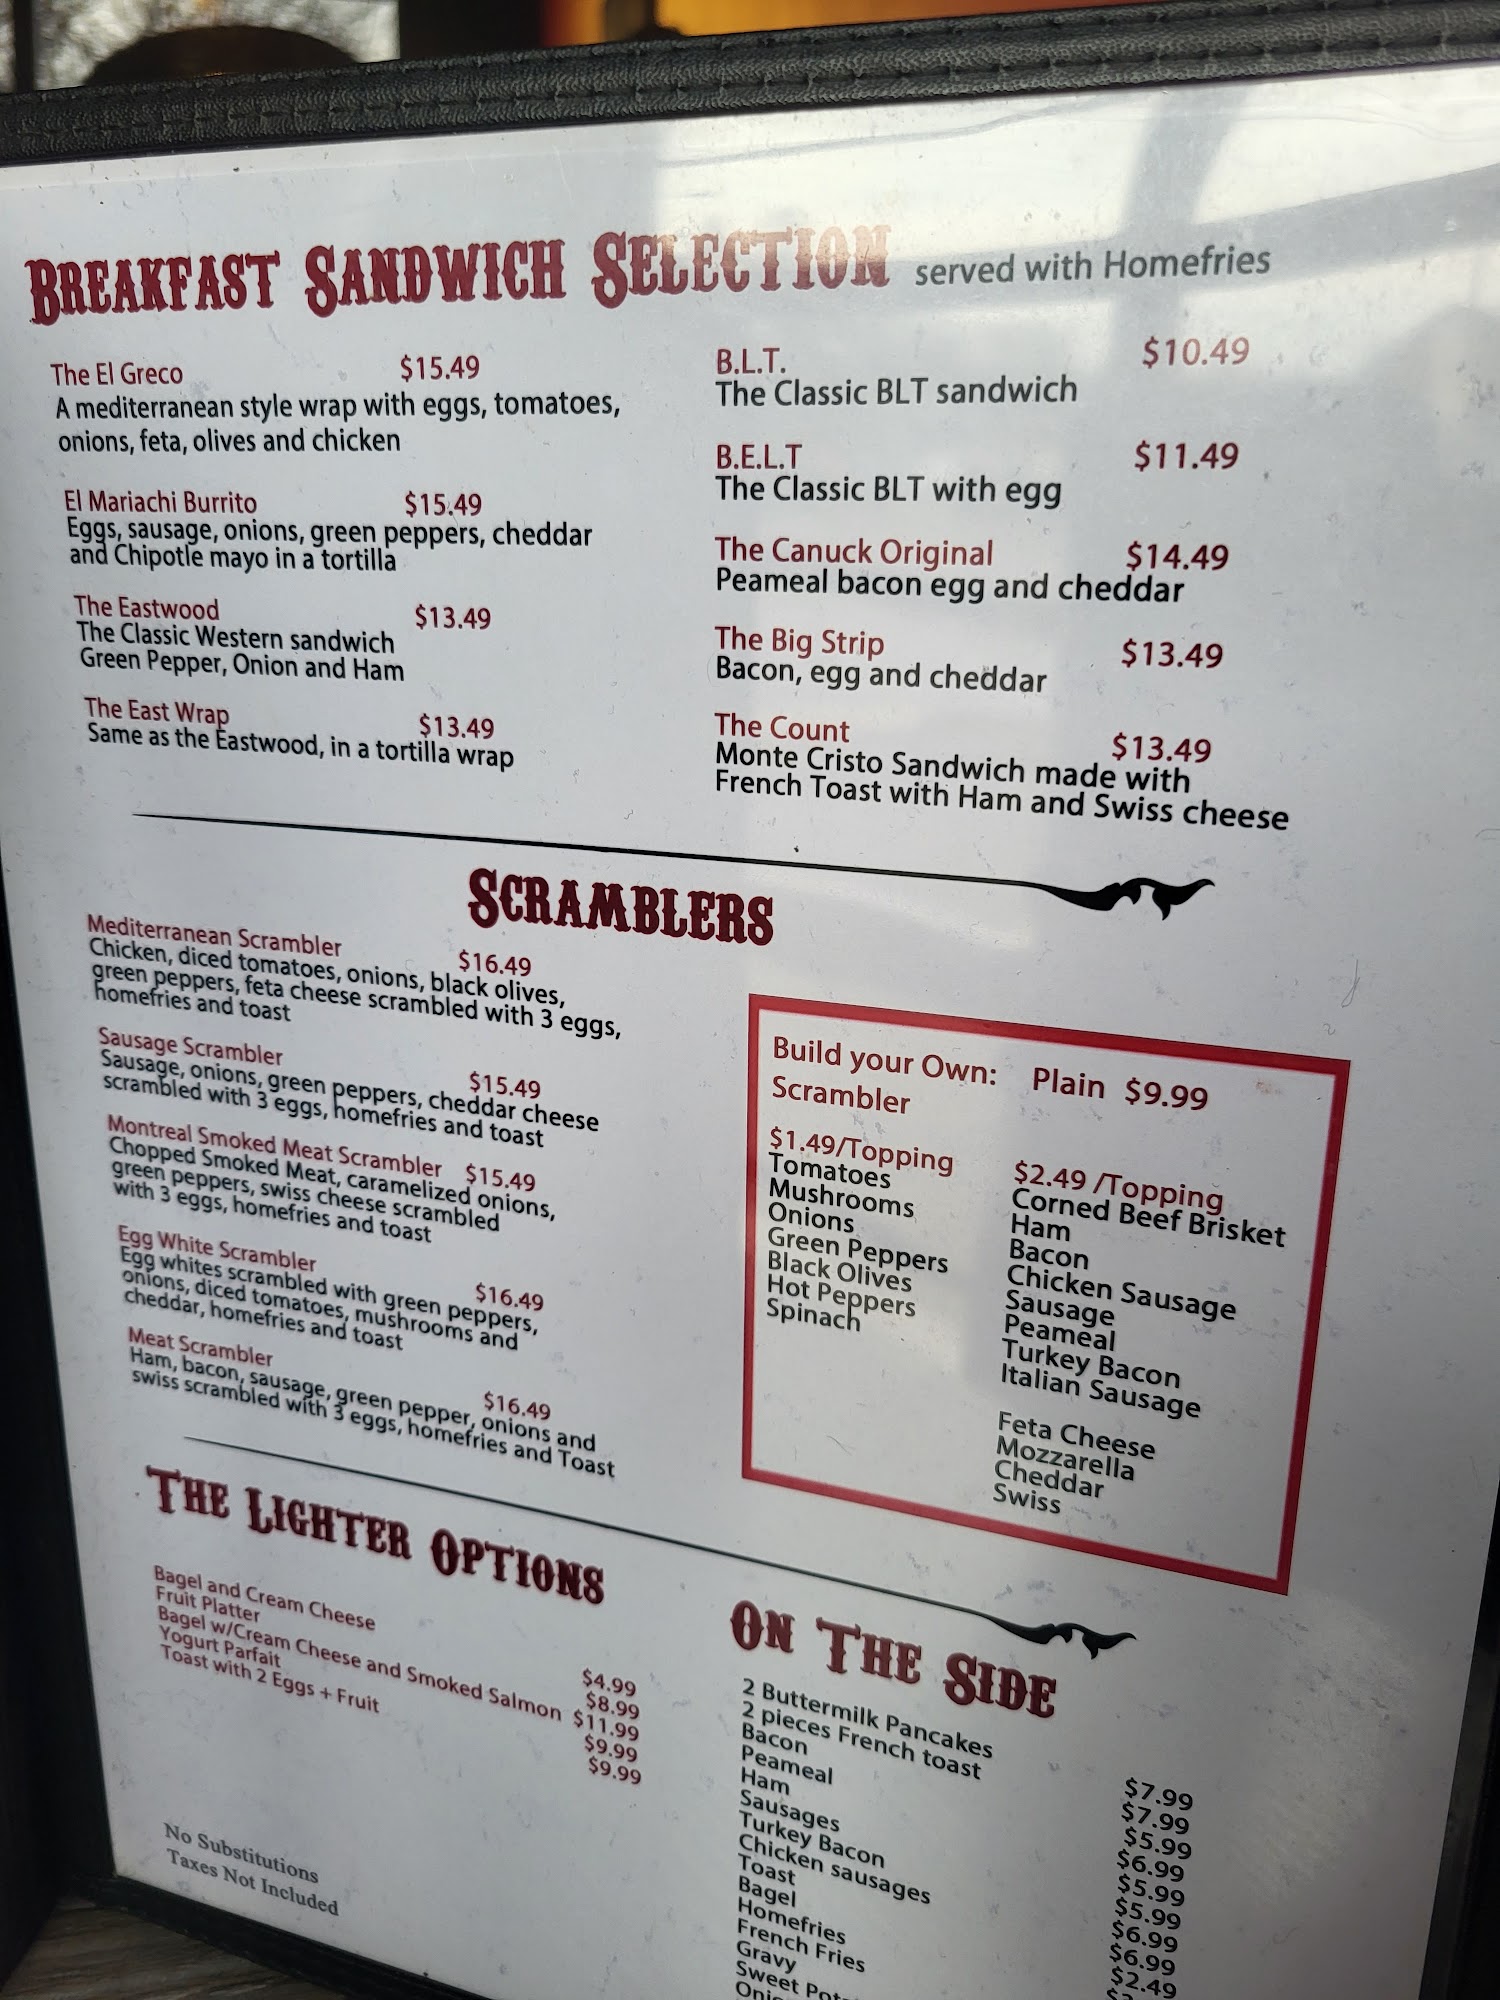 BREAKFAST SANDWICH SELECTION served with Homefries
The El Greco $15.49
A mediterranean style wrap with eggs, tomatoes,
onions, feta, olives and chicken
El Mariachi Burrito $15.49
Eggs, sausage, onions, green peppers, cheddar
and Chipotle mayo in a tortilla
The Eastwood $13.49
The Classic Western sandwich
Green Pepper, Onion and Ham
The East Wrap $13.49
Same as the Eastwood, in a tortilla wrap
B.L.T. $10.49
The Classic BLT sandwich
B.E.L.T $11.49
The Classic BLT with egg
The Canuck Original $14.49
Peameal bacon egg and cheddar
The Big Strip $13.49
Bacon, egg and cheddar
The Count $13.49
Monte Cristo Sandwich made with
French Toast with Ham and Swiss cheese
SCRAMBLERS
Mediterranean Scrambler $16.49
Chicken, diced tomatoes, onions, black olives,
green peppers, feta cheese scrambled with 3 eggs,
homefries and toast
Sausage Scrambler $15.49
Sausage, onions, green peppers, cheddar cheese
scrambled with 3 eggs, homefries and toast
Montreal Smoked Meat Scrambler $15.49
Chopped Smoked Meat, caramelized onions,
green peppers, swiss cheese scrambled
with 3 eggs, homefries and toast
Egg White Scrambler $16.49
Egg whites scrambled with green peppers,
onions, diced tomatoes, mushrooms and
cheddar, homefries and toast
Meat Scrambler $16.49
Ham, bacon, sausage, green pepper, onions and
swiss scrambled with 3 eggs, homefries and Toast
Build your Own: Plain $9.99
Scrambler
$1.49/Topping
Tomatoes
Mushrooms
Onions
Green Peppers
Black Olives
Hot Peppers
Spinach
$2.49 /Topping
Corned Beef Brisket
Ham
Bacon
Chicken Sausage
Sausage
Peameal
Turkey Bacon
Italian Sausage
Feta Cheese
Mozzarella
Cheddar
Swiss
THE LIGHTER OPTIONS
Bagel and Cream Cheese $4.99
Fruit Platter $8.99
Bagel w/Cream Cheese and Smoked Salmon $11.99
Yogurt Parfait $9.99
Toast with 2 Eggs + Fruit $9.99
No Substitutions
Taxes Not Included
ON THE SIDE
2 Buttermilk Pancakes $7.99
2 pieces French toast $7.99
Bacon $5.99
Peameal $6.99
Ham $5.99
Sausages $5.99
Turkey Bacon $6.99
Chicken sausages $6.99
Toast $2.49
Bagel
Homefries
French Fries
Gravy
Sweet